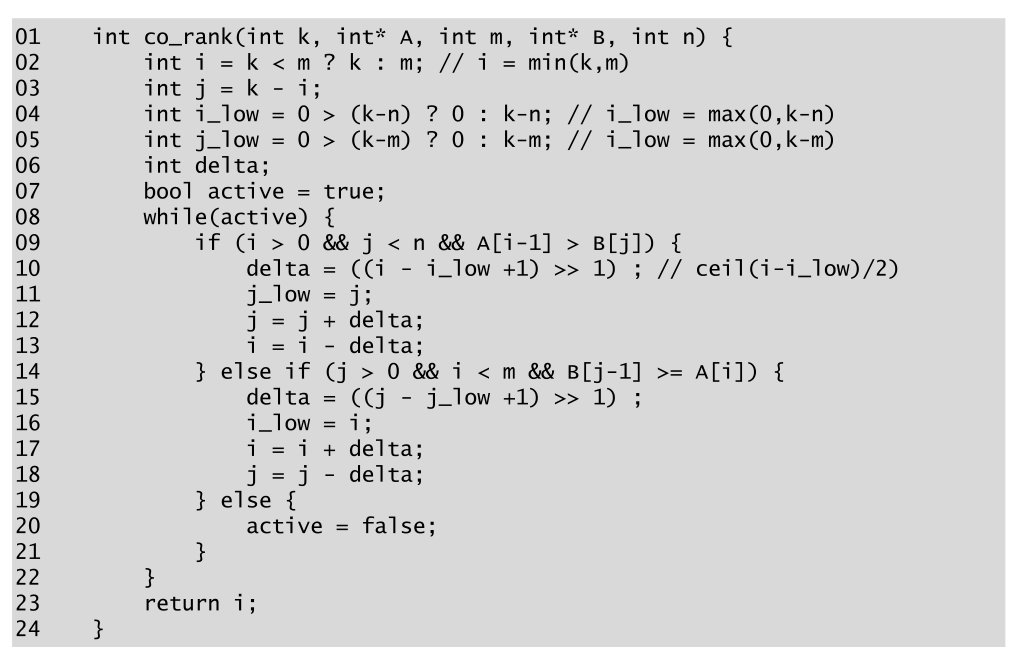 01 int co_rank(int k, int* A, int m, int* B, int n) {
02 int i = k < m ? k : m; // i = min(k,m)
03 int j = k - i;
04 int i_low = 0 > (k-n) ? 0 : k-n; // i_low = max(0,k-n)
05 int j_low = 0 > (k-m) ? 0 : k-m; // i_low = max(0,k-m)
06 int delta;
07 bool active = true;
08 while(active) {
09 if (i > 0 && j < n && A[i-1] > B[j]) {
10 delta = ((i - i_low +1) >> 1) ; // ceil(i-i_low)/2)
11 j_low = j;
12 j = j + delta;
13 i = i - delta;
14 } else if (j > 0 && i < m && B[j-1] >= A[i]) {
15 delta = ((j - j_low +1) >> 1) ;
16 i_low = i;
17 i = i + delta;
18 j = j - delta;
19 } else {
20 active = false;
21 }
22 }
23 return i;
24 }